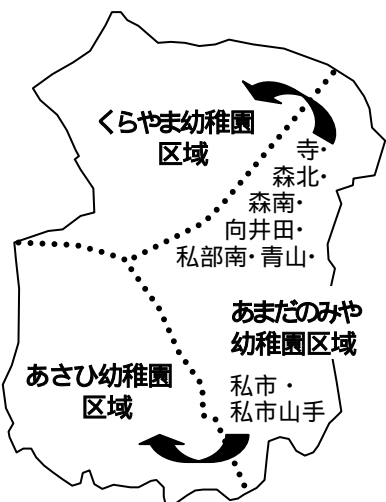 くらやま幼稚園
区域
寺・
森北・
森南・
向井田・
私部南・青山・
あまだのみや
幼稚園区域
私市・
私市山手
あさひ幼稚園
区域